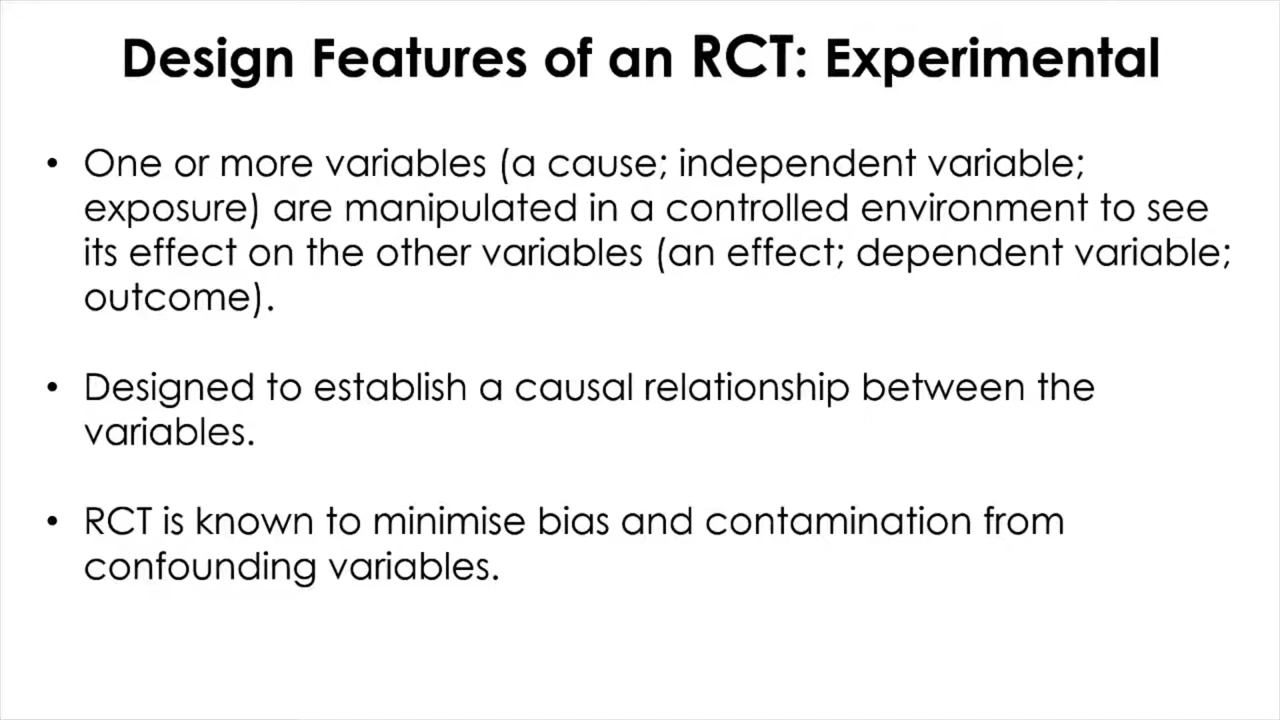 Design Features of an RCT: Experimental
• One or more variables (a cause; independent variable;
exposure) are manipulated in a controlled environment to see
its effect on the other variables (an effect; dependent variable;
outcome).
• Designed to establish a causal relationship between the
variables.
• RCT is known to minimise bias and contamination from
confounding variables.